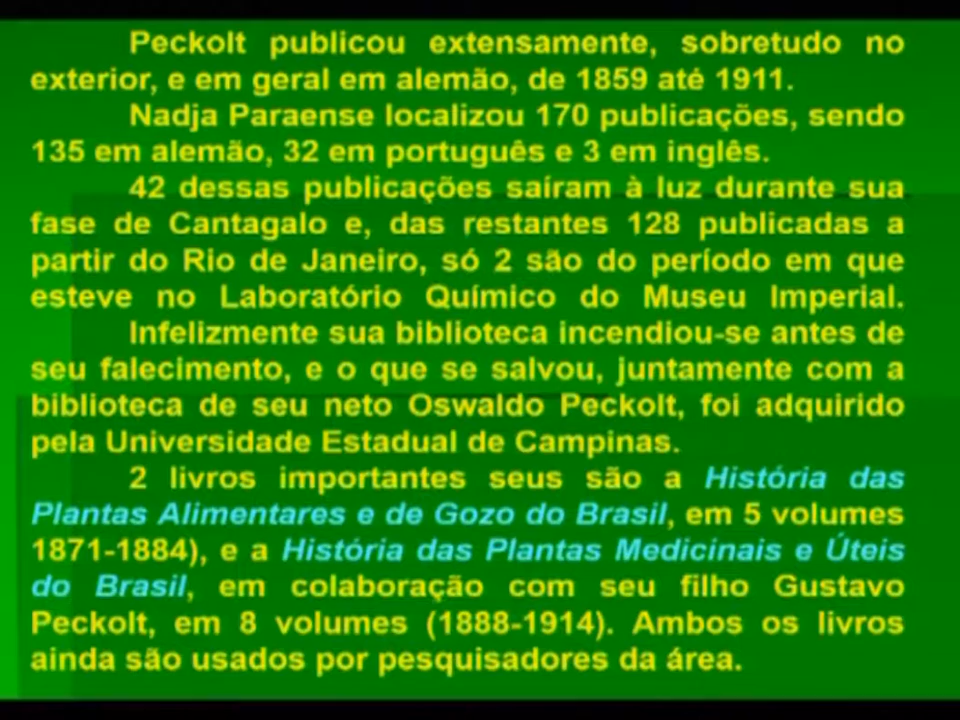 Peckolt publicou extensamente, sobretudo no
exterior, e em geral em alemão, de 1859 até 1911.
Nadja Paraense localizou 170 publicações, sendo
135 em alemão, 32 em português e 3 em inglês.
42 dessas publicações saíram à luz durante sua
fase de Cantagalo e, das restantes 128 publicadas a
partir do Rio de Janeiro, só 2 são do período em que
esteve no Laboratório Químico do Museu Imperial.
Infelizmente sua biblioteca incendiou-se antes de
seu falecimento, e o que se salvou, juntamente com a
biblioteca de seu neto Oswaldo Peckolt, foi adquirido
pela Universidade Estadual de Campinas.
2 livros importantes seus são a História das
Plantas Alimentares e de Gozo do Brasil, em 5 volumes
1871-1884), e a História das Plantas Medicinais e Úteis
do Brasil, em colaboração com seu filho Gustavo
Peckolt, em 8 volumes (1888-1914). Ambos os livros
ainda são usados por pesquisadores da área.